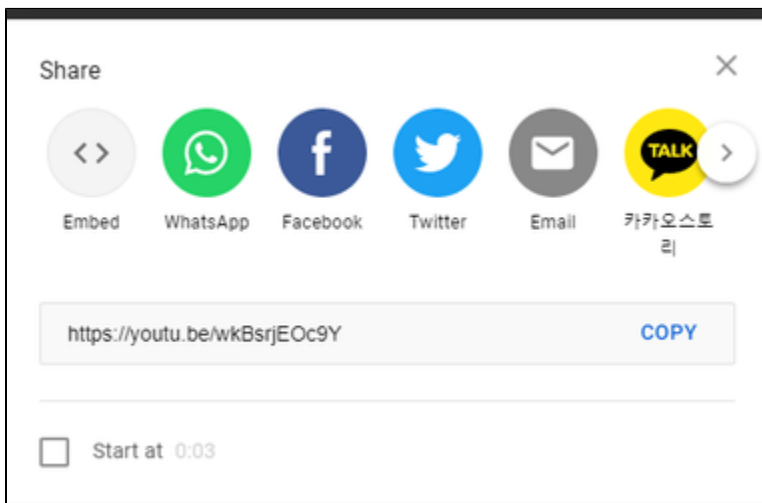 Share
TALK
Embed
WhatsApp
Facebook
Twitter
Email
카카오스토
리
https://youtu.be/wkBsrjEOc9Y
COPY
Start at 0:03